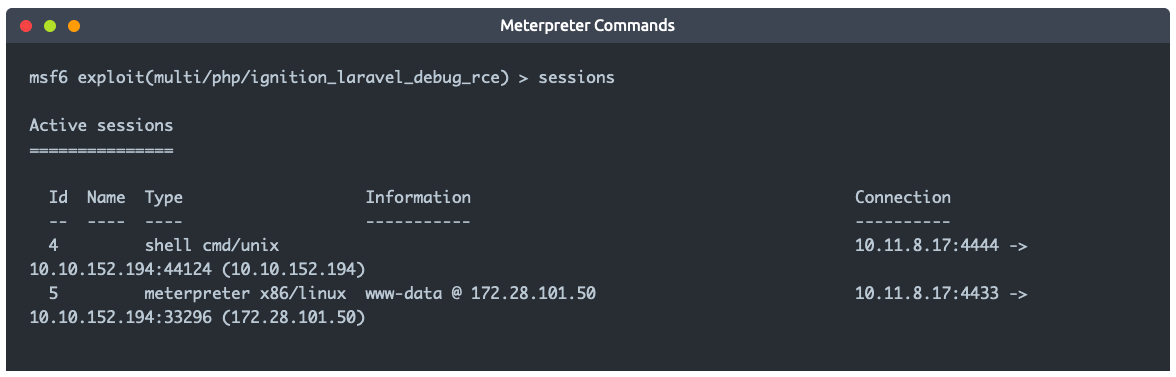 Meterpreter Commands
msf6 exploit(multi/php/ignition_laravel_debug_rce) > sessions
Active sessions
===============
Id  Name  Type                   Information                                        Connection
--  ----  ----                   -----------                                        ----------
4         shell cmd/unix                                                            10.11.8.17:4444 ->
10.10.152.194:44124 (10.10.152.194)
5         meterpreter x86/linux  www-data @ 172.28.101.50                           10.11.8.17:4433 ->
10.10.152.194:33296 (172.28.101.50)